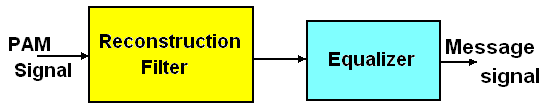 PAM
Signal
Reconstruction
Filter
Equalizer
Message
signal